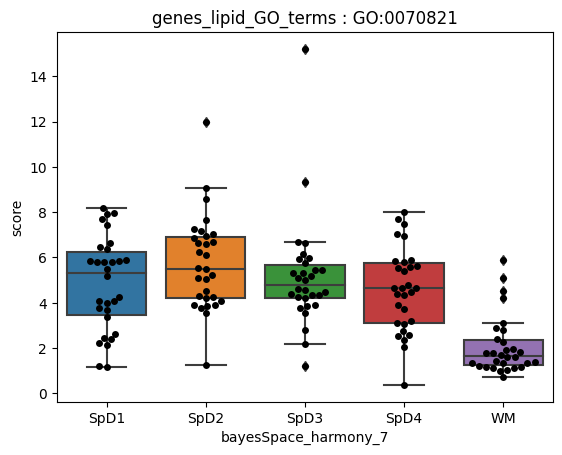 genes_lipid_GO_terms : GO:0070821
14
12
10
8
6
4
2
0
score
SpD1 SpD2 SpD3 SpD4 WM
bayesSpace_harmony_7